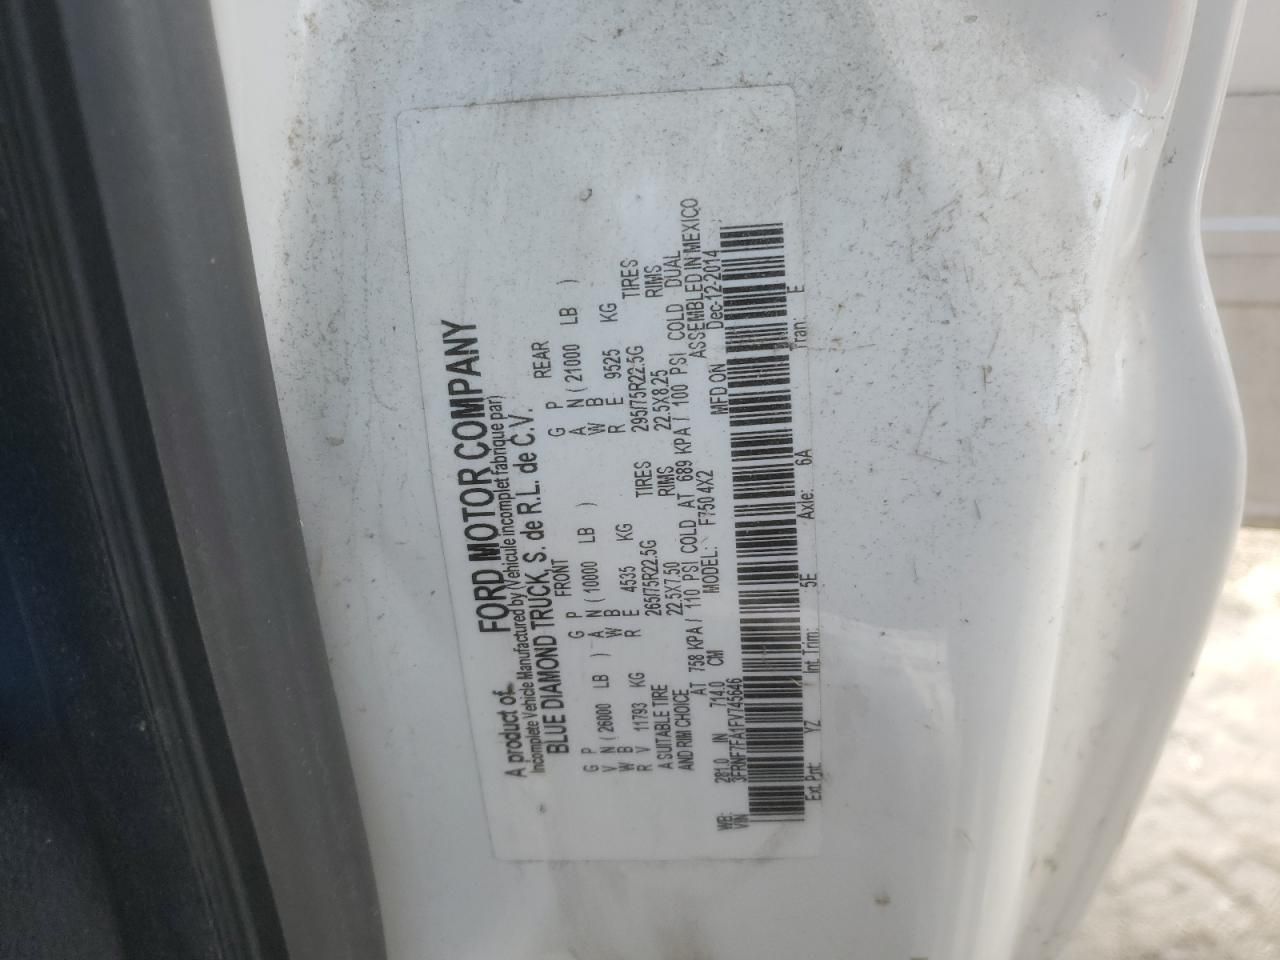 A product of FORD MOTOR COMPANY
Incomplete Vehicle Manufactured by (Vehicule incomplet fabrique par)
BLUE DIAMOND TRUCK, S. de R.L. de C.V.
FRONT REAR
G P G P G P
V N (26000 LB ) A N (10000 LB ) A N (21000 LB )
W B W B W B
R V 11793 KG R E 4535 KG R E 9525 KG
A SUITABLE TIRE 265/75R22.5G TIRES 295/75R22.5G TIRES
AND RIM CHOICE 22.5X7.50 RIMS 22.5X8.25 RIMS
AT 758 KPA / 110 PSI COLD AT 689 KPA / 100 PSI COLD DUAL
MODEL: F750 4X2 ASSEMBLED IN MEXICO
WB: 281.0 IN 714.0 CM MFD ON Dec-12-2014
VIN 3FRNF7FA1FV745646
Ext. Pnt: YZ Int. Trim: 5E Axle: 6A Tran: E